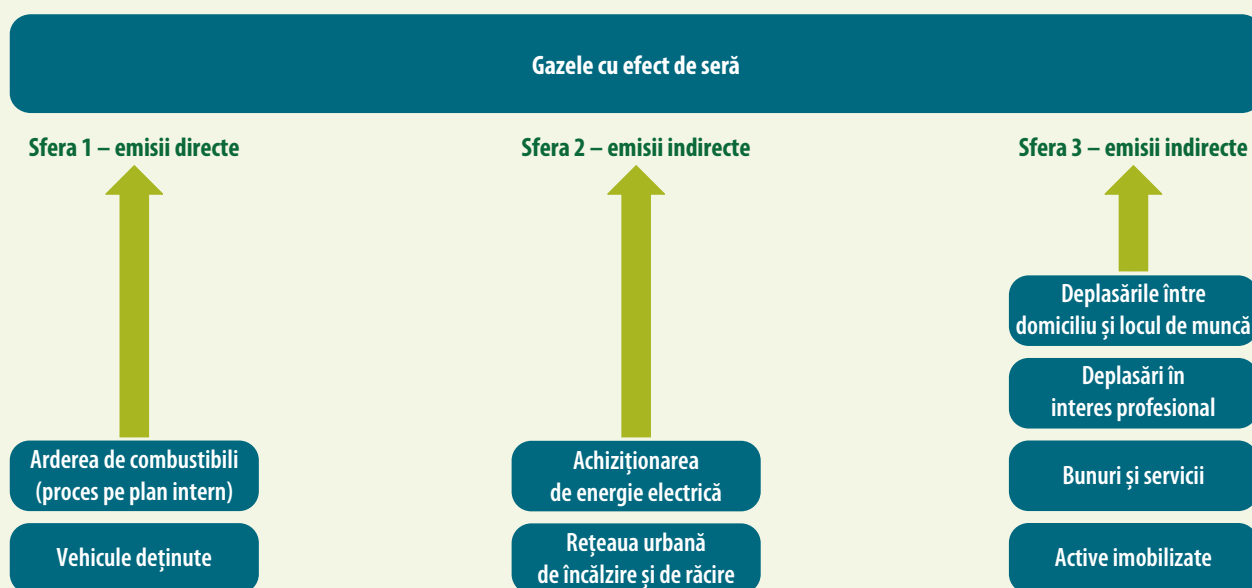 Gazele cu efect de seră
Sfera 1 – emisii directe
Arderea de combustibili
(proces pe plan intern)
Vehicule deținute
Sfera 2 – emisii indirecte
Achiziționarea
de energie electrică
Rețeaua urbană
de încălzire și de răcire
Sfera 3 – emisii indirecte
Deplasările între
domiciliu și locul de muncă
Deplasări în
interes profesional
Bunuri și servicii
Active imobilizate